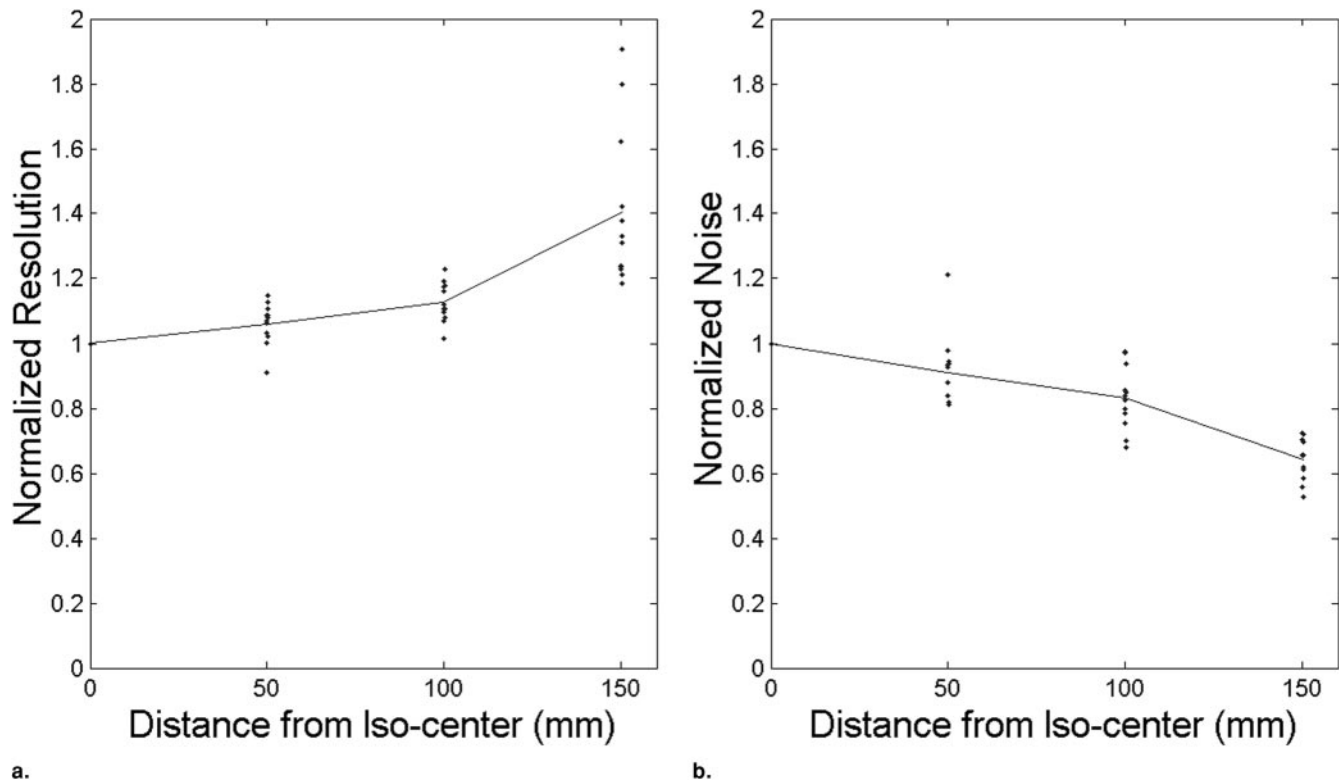 2
1.8
1.6
1.4
1.2
1
0.8
0.6
0.4
0.2
0
0 50 100 150
Normalized Resolution
Distance from Iso-center (mm)
a.
2
1.8
1.6
1.4
1.2
1
0.8
0.6
0.4
0.2
0
0 50 100 150
Normalized Noise
Distance from Iso-center (mm)
b.